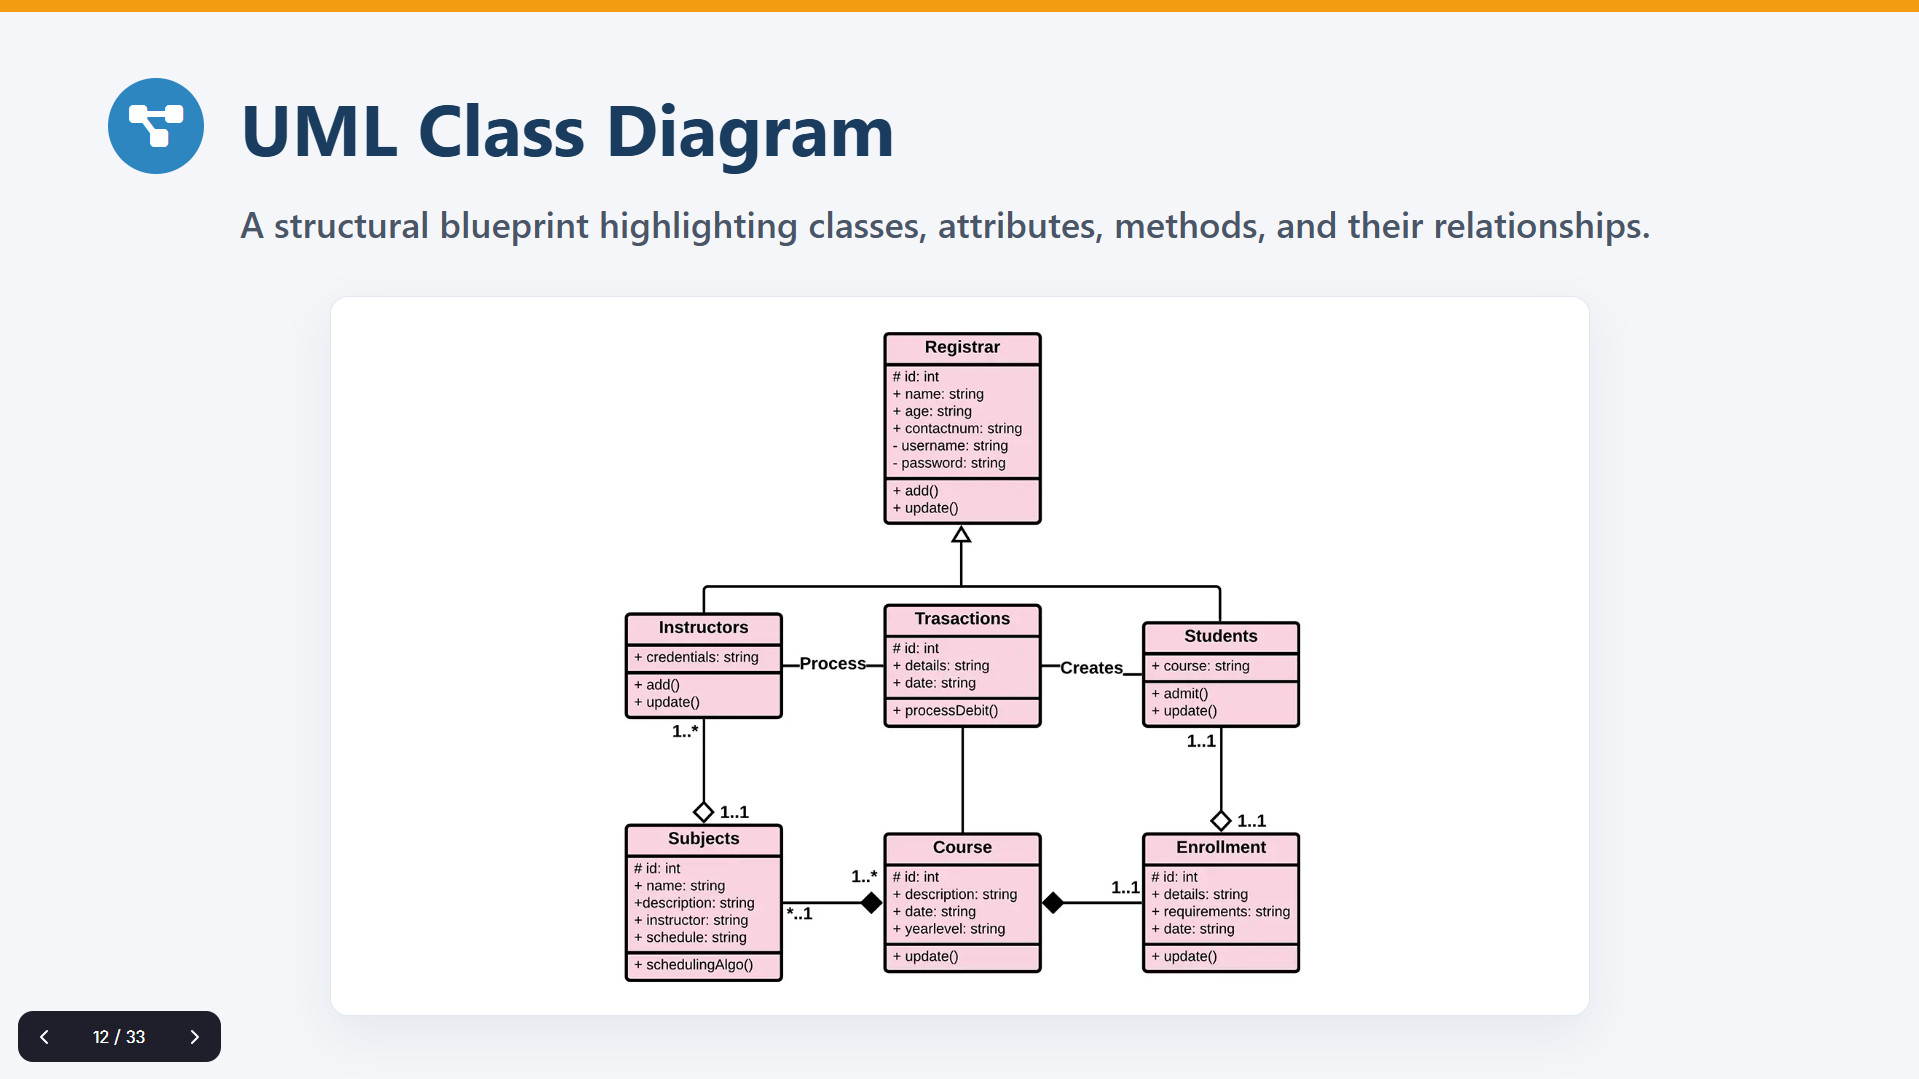 UML Class Diagram
A structural blueprint highlighting classes, attributes, methods, and their relationships.
Registrar
# id: int
+ name: string
+ age: string
+ contactnum: string
- username: string
- password: string
+ add()
+ update()
Instructors
+ credentials: string
+ add()
+ update()
Process
Trasactions
# id: int
+ details: string
+ date: string
+ processDebit()
Creates
Students
+ course: string
+ admit()
+ update()
1..*
1..1
1..1
1..1
Subjects
# id: int
+ name: string
+description: string
+ instructor: string
+ schedule: string
+ schedulingAlgo()
*..1
1..*
Course
# id: int
+ description: string
+ date: string
+ yearlevel: string
+ update()
1..1
Enrollment
# id: int
+ details: string
+ requirements: string
+ date: string
+ update()
12 / 33